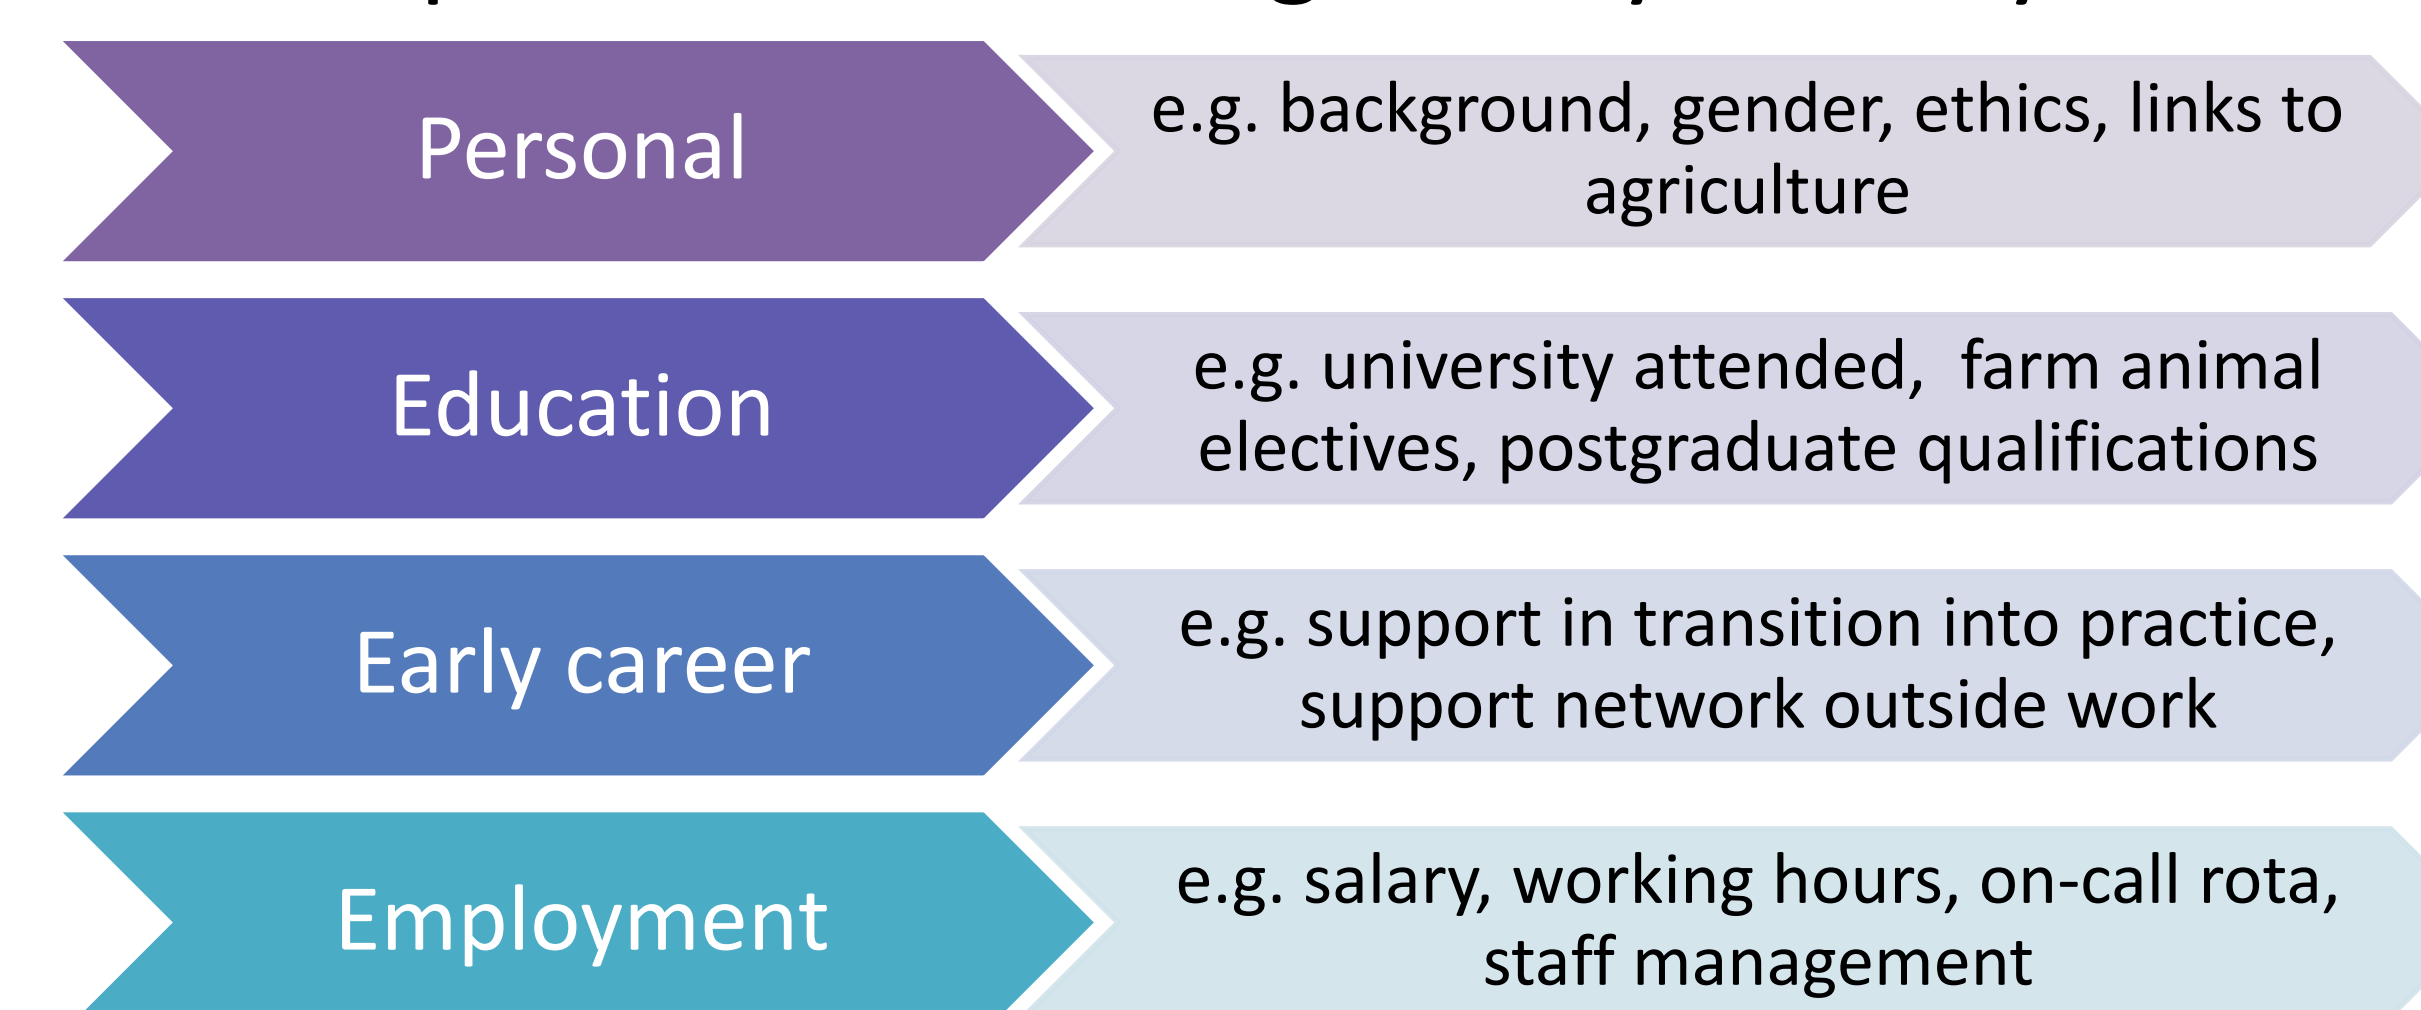 Personal
e.g. background, gender, ethics, links to
agriculture
Education
e.g. university attended,  farm animal
electives, postgraduate qualifications
Early career
e.g. support in transition into practice,
support network outside work
Employment
e.g. salary, working hours, on-call rota,
staff management